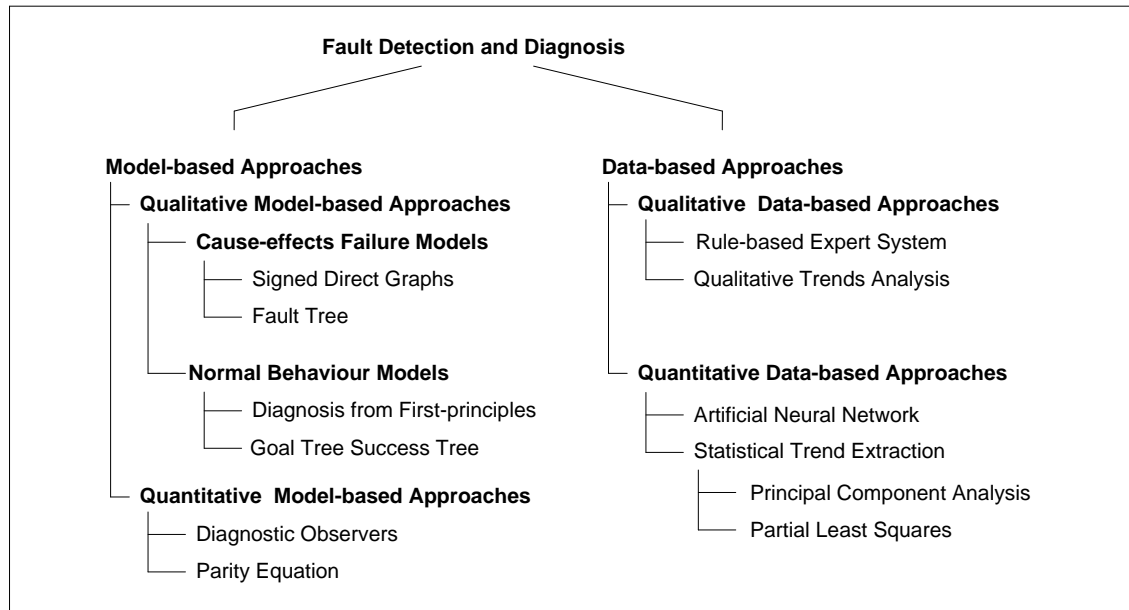 Fault Detection and Diagnosis
Model-based Approaches
Qualitative Model-based Approaches
Cause-effects Failure Models
Signed Direct Graphs
Fault Tree
Normal Behaviour Models
Diagnosis from First-principles
Goal Tree Success Tree
Quantitative Model-based Approaches
Diagnostic Observers
Parity Equation
Data-based Approaches
Qualitative Data-based Approaches
Rule-based Expert System
Qualitative Trends Analysis
Quantitative Data-based Approaches
Artificial Neural Network
Statistical Trend Extraction
Principal Component Analysis
Partial Least Squares